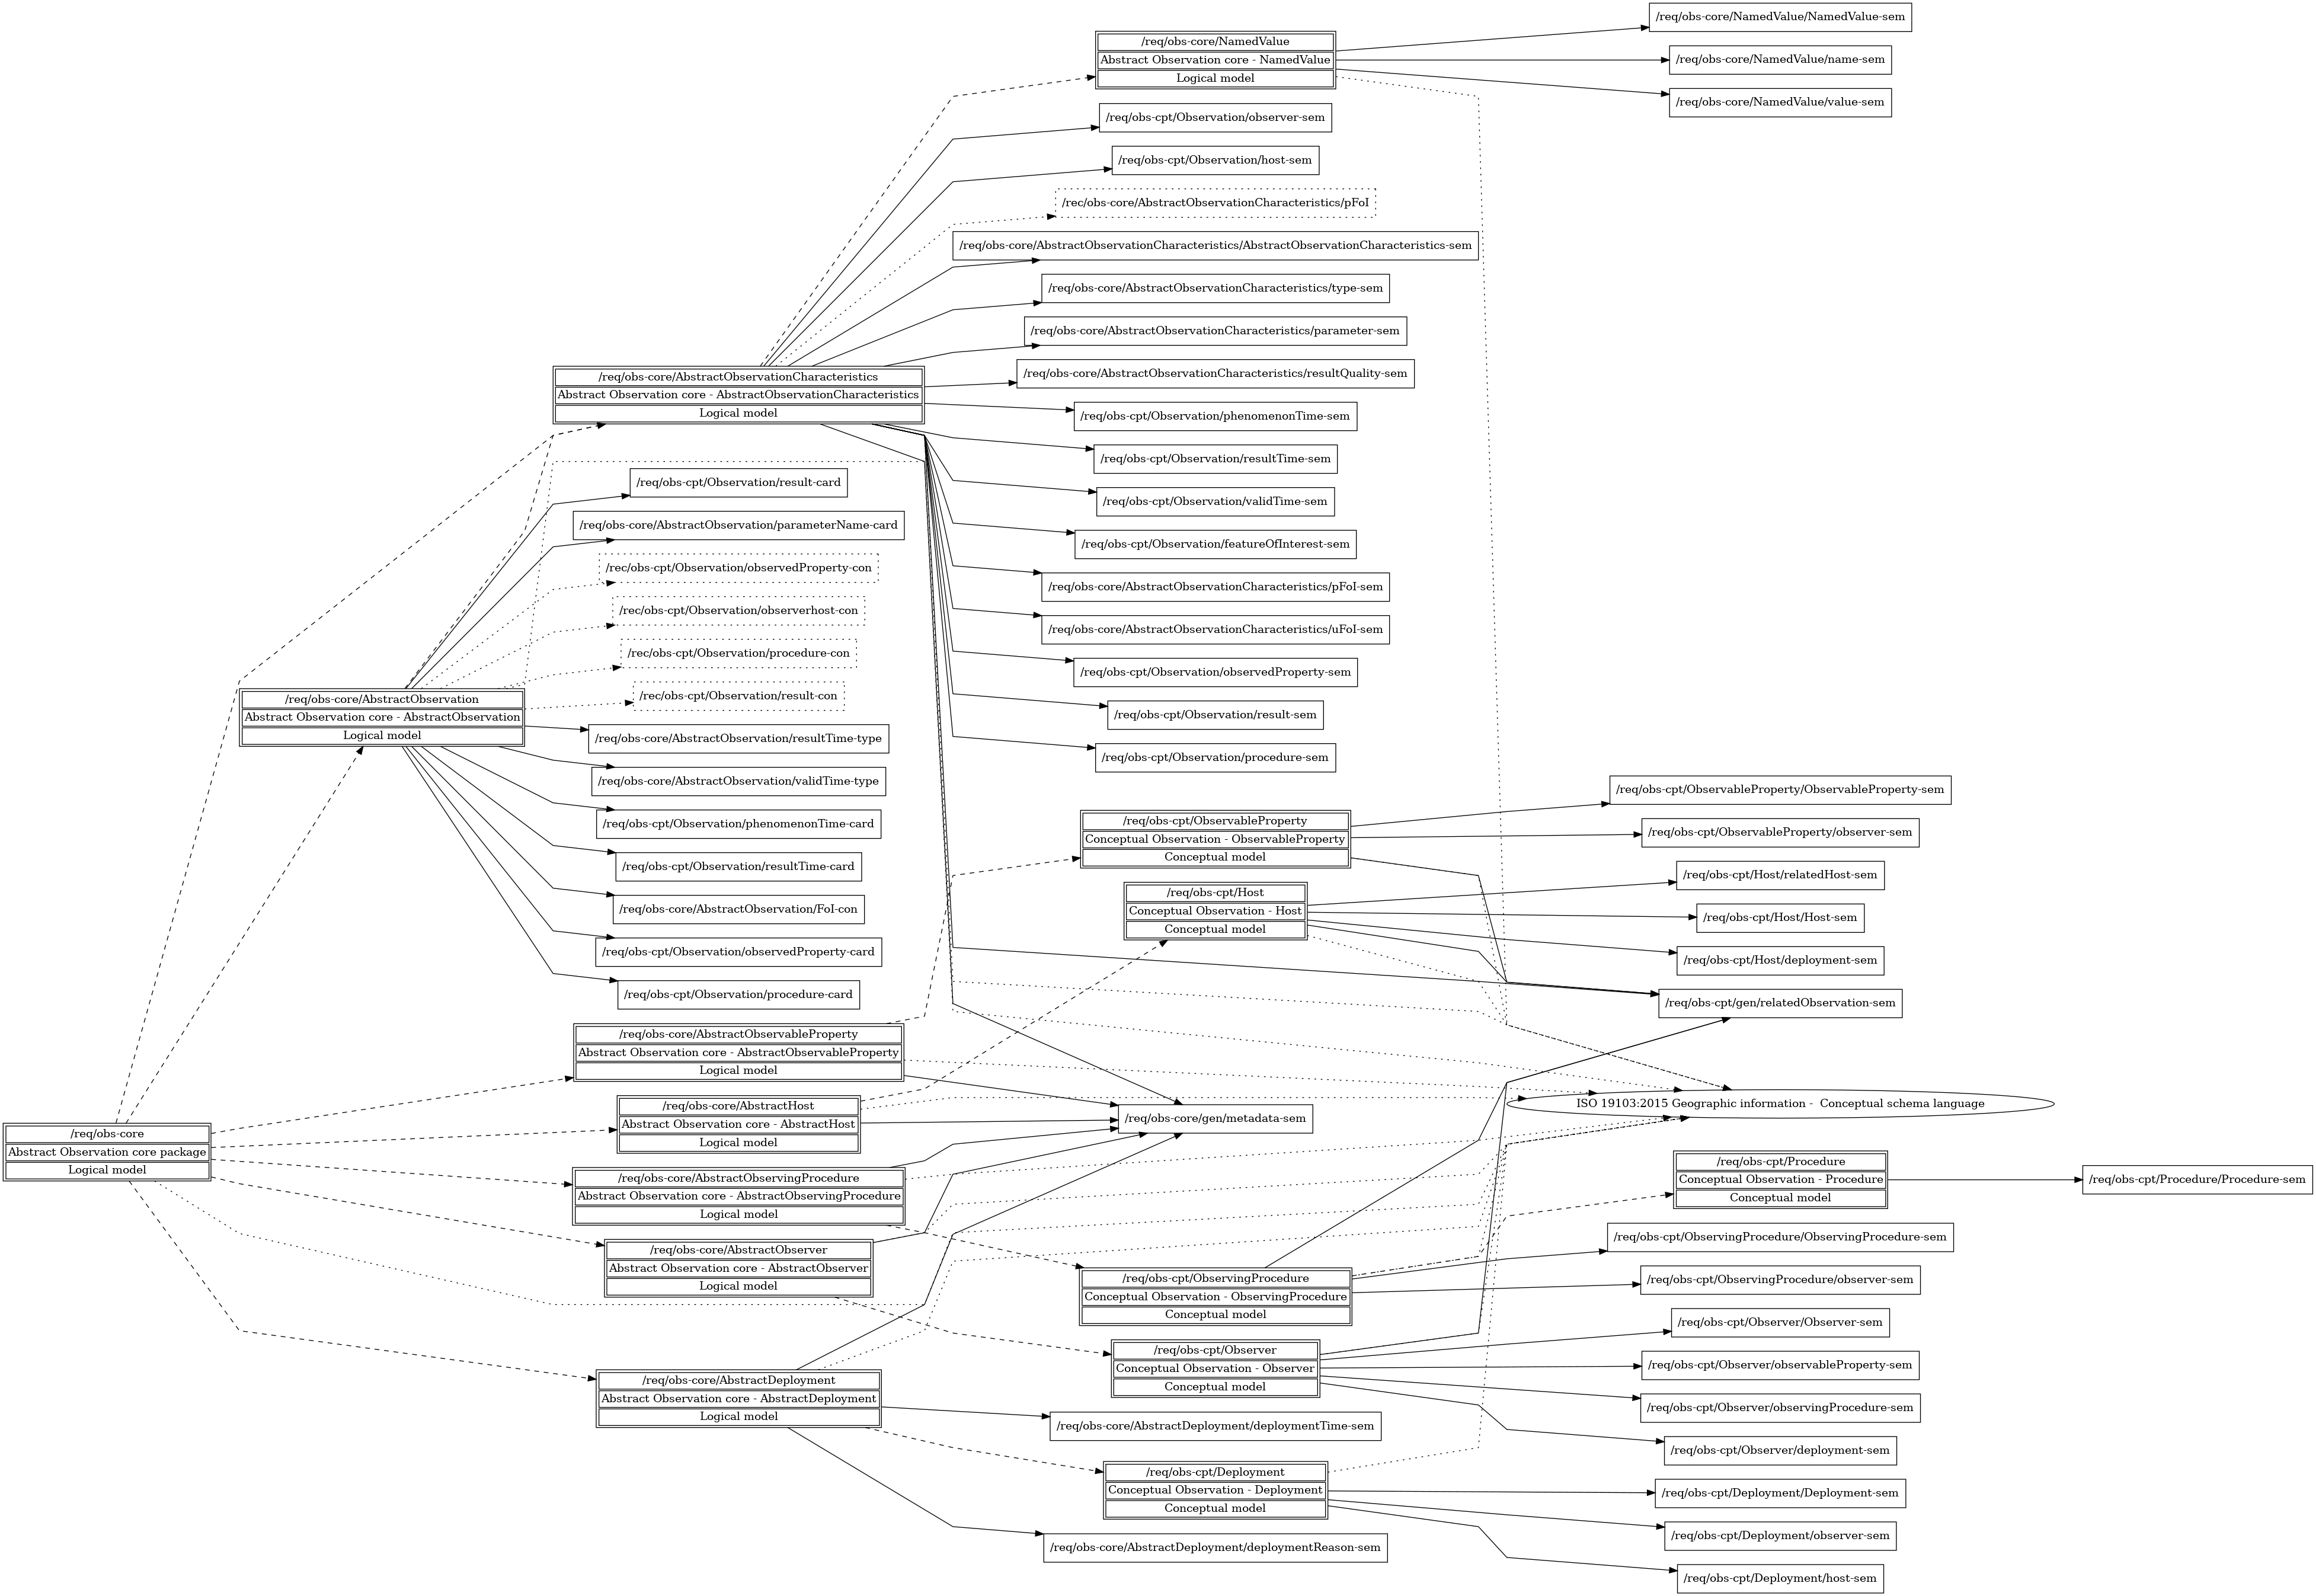 /req/obs-core/NamedValue/NamedValue-sem
/req/obs-core/NamedValue
Abstract Observation core - NamedValue
Logical model
/req/obs-core/NamedValue/name-sem
/req/obs-core/NamedValue/value-sem
/req/obs-cpt/Observation/observer-sem
/req/obs-cpt/Observation/host-sem
/rec/obs-core/AbstractObservationCharacteristics/pFoI
/req/obs-core/AbstractObservationCharacteristics/AbstractObservationCharacteristics-sem
/req/obs-core/AbstractObservationCharacteristics/type-sem
/req/obs-core/AbstractObservationCharacteristics/parameter-sem
/req/obs-core/AbstractObservationCharacteristics/resultQuality-sem
/req/obs-core/AbstractObservationCharacteristics
Abstract Observation core - AbstractObservationCharacteristics
Logical model
/req/obs-cpt/Observation/phenomenonTime-sem
/req/obs-cpt/Observation/resultTime-sem
/req/obs-cpt/Observation/validTime-sem
/req/obs-cpt/Observation/featureOfInterest-sem
/req/obs-core/AbstractObservationCharacteristics/pFoI-sem
/req/obs-core/AbstractObservationCharacteristics/uFoI-sem
/req/obs-cpt/Observation/observedProperty-sem
/req/obs-cpt/Observation/result-sem
/req/obs-cpt/Observation/procedure-sem
/req/obs-cpt/Observation/result-card
/req/obs-core/AbstractObservation/parameterName-card
/rec/obs-cpt/Observation/observedProperty-con
/rec/obs-cpt/Observation/observerhost-con
/rec/obs-cpt/Observation/procedure-con
/rec/obs-cpt/Observation/result-con
/req/obs-core/AbstractObservation
Abstract Observation core - AbstractObservation
Logical model
/req/obs-core/AbstractObservation/resultTime-type
/req/obs-core/AbstractObservation/validTime-type
/req/obs-cpt/Observation/phenomenonTime-card
/req/obs-cpt/Observation/resultTime-card
/req/obs-core/AbstractObservation/FoI-con
/req/obs-cpt/Observation/observedProperty-card
/req/obs-cpt/Observation/procedure-card
/req/obs-cpt/ObservableProperty
Conceptual Observation - ObservableProperty
Conceptual model
/req/obs-cpt/ObservableProperty/ObservableProperty-sem
/req/obs-cpt/ObservableProperty/observer-sem
/req/obs-cpt/Host
Conceptual Observation - Host
Conceptual model
/req/obs-cpt/Host/relatedHost-sem
/req/obs-cpt/Host/Host-sem
/req/obs-cpt/Host/deployment-sem
/req/obs-cpt/gen/relatedObservation-sem
/req/obs-core/AbstractObservableProperty
Abstract Observation core - AbstractObservableProperty
Logical model
/req/obs-core/AbstractHost
Abstract Observation core - AbstractHost
Logical model
/req/obs-core/gen/metadata-sem
ISO 19103:2015 Geographic information -  Conceptual schema language
/req/obs-core
Abstract Observation core package
Logical model
/req/obs-core/AbstractObservingProcedure
Abstract Observation core - AbstractObservingProcedure
Logical model
/req/obs-cpt/Procedure
Conceptual Observation - Procedure
Conceptual model
/req/obs-cpt/Procedure/Procedure-sem
/req/obs-core/AbstractObserver
Abstract Observation core - AbstractObserver
Logical model
/req/obs-cpt/ObservingProcedure
Conceptual Observation - ObservingProcedure
Conceptual model
/req/obs-cpt/ObservingProcedure/ObservingProcedure-sem
/req/obs-cpt/ObservingProcedure/observer-sem
/req/obs-cpt/Observer
Conceptual Observation - Observer
Conceptual model
/req/obs-cpt/Observer/Observer-sem
/req/obs-cpt/Observer/observableProperty-sem
/req/obs-cpt/Observer/observingProcedure-sem
/req/obs-cpt/Observer/deployment-sem
/req/obs-core/AbstractDeployment
Abstract Observation core - AbstractDeployment
Logical model
/req/obs-core/AbstractDeployment/deploymentTime-sem
/req/obs-cpt/Deployment
Conceptual Observation - Deployment
Conceptual model
/req/obs-cpt/Deployment/Deployment-sem
/req/obs-cpt/Deployment/observer-sem
/req/obs-core/AbstractDeployment/deploymentReason-sem
/req/obs-cpt/Deployment/host-sem